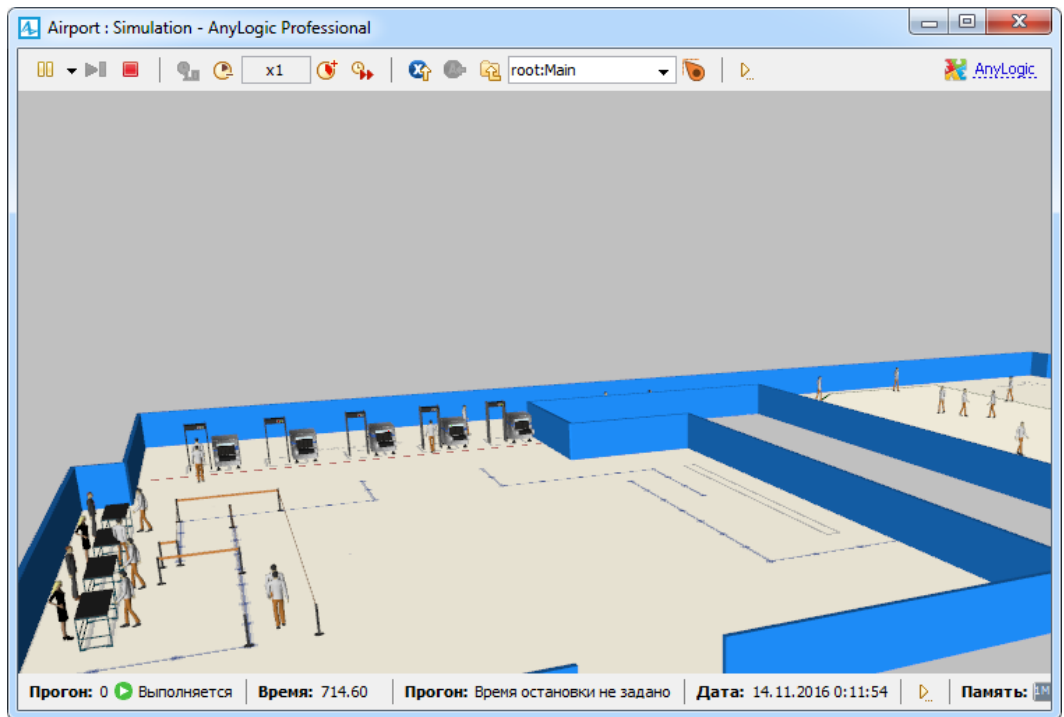 Airport : Simulation - AnyLogic Professional
x1 root:Main AnyLogic
Прогон: 0 Выполняется Время: 714.60 Прогон: Время остановки не задано Дата: 14.11.2016 0:11:54 Память: 1M